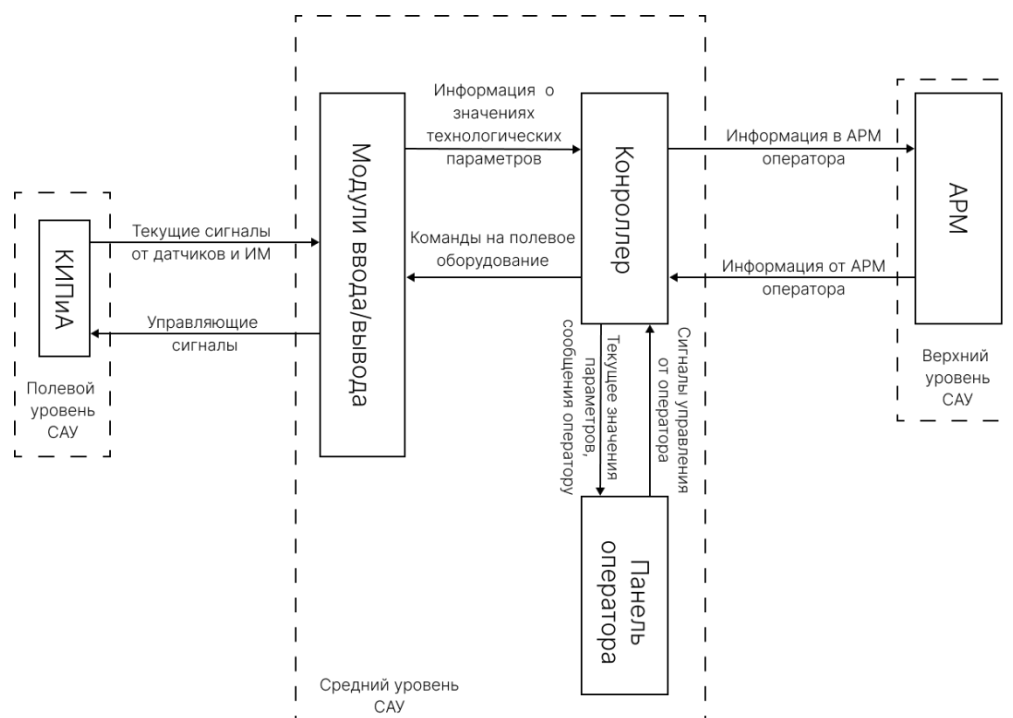 КИПиА
Полевой
уровень
САУ
Текущие сигналы
от датчиков и ИМ
Управляющие
сигналы
Модули ввода/вывода
Информация о
значениях
технологических
параметров
Команды на полевое
оборудование
Конроллер
Информация в АРМ
оператора
Информация от АРМ
оператора
АРМ
Верхний
уровень
САУ
Текущее значения
параметров,
сообщения оператору
Сигналы управления
от оператора
Панель
оператора
Средний уровень
САУ